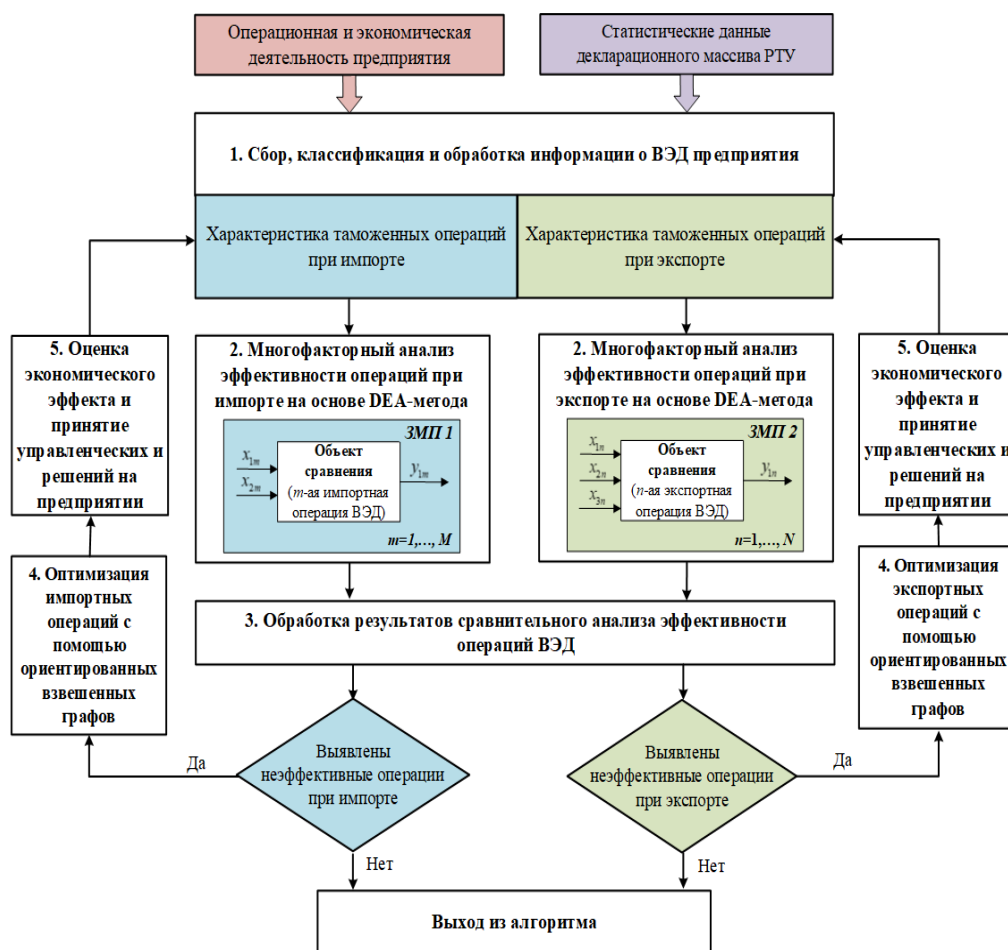 Операционная и экономическая
деятельность предприятия
Статистические данные
декларационного массива РТУ
1. Сбор, классификация и обработка информации о ВЭД предприятия
Характеристика таможенных операций
при импорте
Характеристика таможенных операций
при экспорте
5. Оценка
экономического
эффекта и
принятие
управленческих и
решений на
предприятии
2. Многофакторный анализ
эффективности операций при
импорте на основе DEA-метода
ЗМП 1
x1m
x2m
Объект
сравнения
(m-ая импортная
операция ВЭД)
y1m
m=1,..., M
2. Многофакторный анализ
эффективности операций при
экспорте на основе DEA-метода
ЗМП 2
x1n
x2n
x3n
Объект
сравнения
(n-ая экспортная
операция ВЭД)
y1n
n=1,..., N
5. Оценка
экономического
эффекта и
принятие
управленческих и
решений на
предприятии
4. Оптимизация
импортных
операций с
помощью
ориентированных
взвешенных
графов
3. Обработка результатов сравнительного анализа эффективности
операций ВЭД
4. Оптимизация
экспортных
операций с
помощью
ориентированных
взвешенных
графов
Выявлены
неэффективные операции
при импорте
Да
Нет
Выявлены
неэффективные операции
при экспорте
Да
Нет
Выход из алгоритма